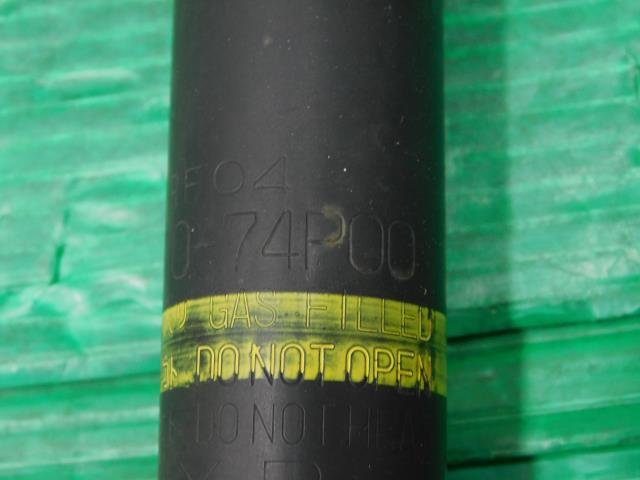 F04
0-74P00
GAS FILLED
DO NOT OPEN
DO NOT HEA